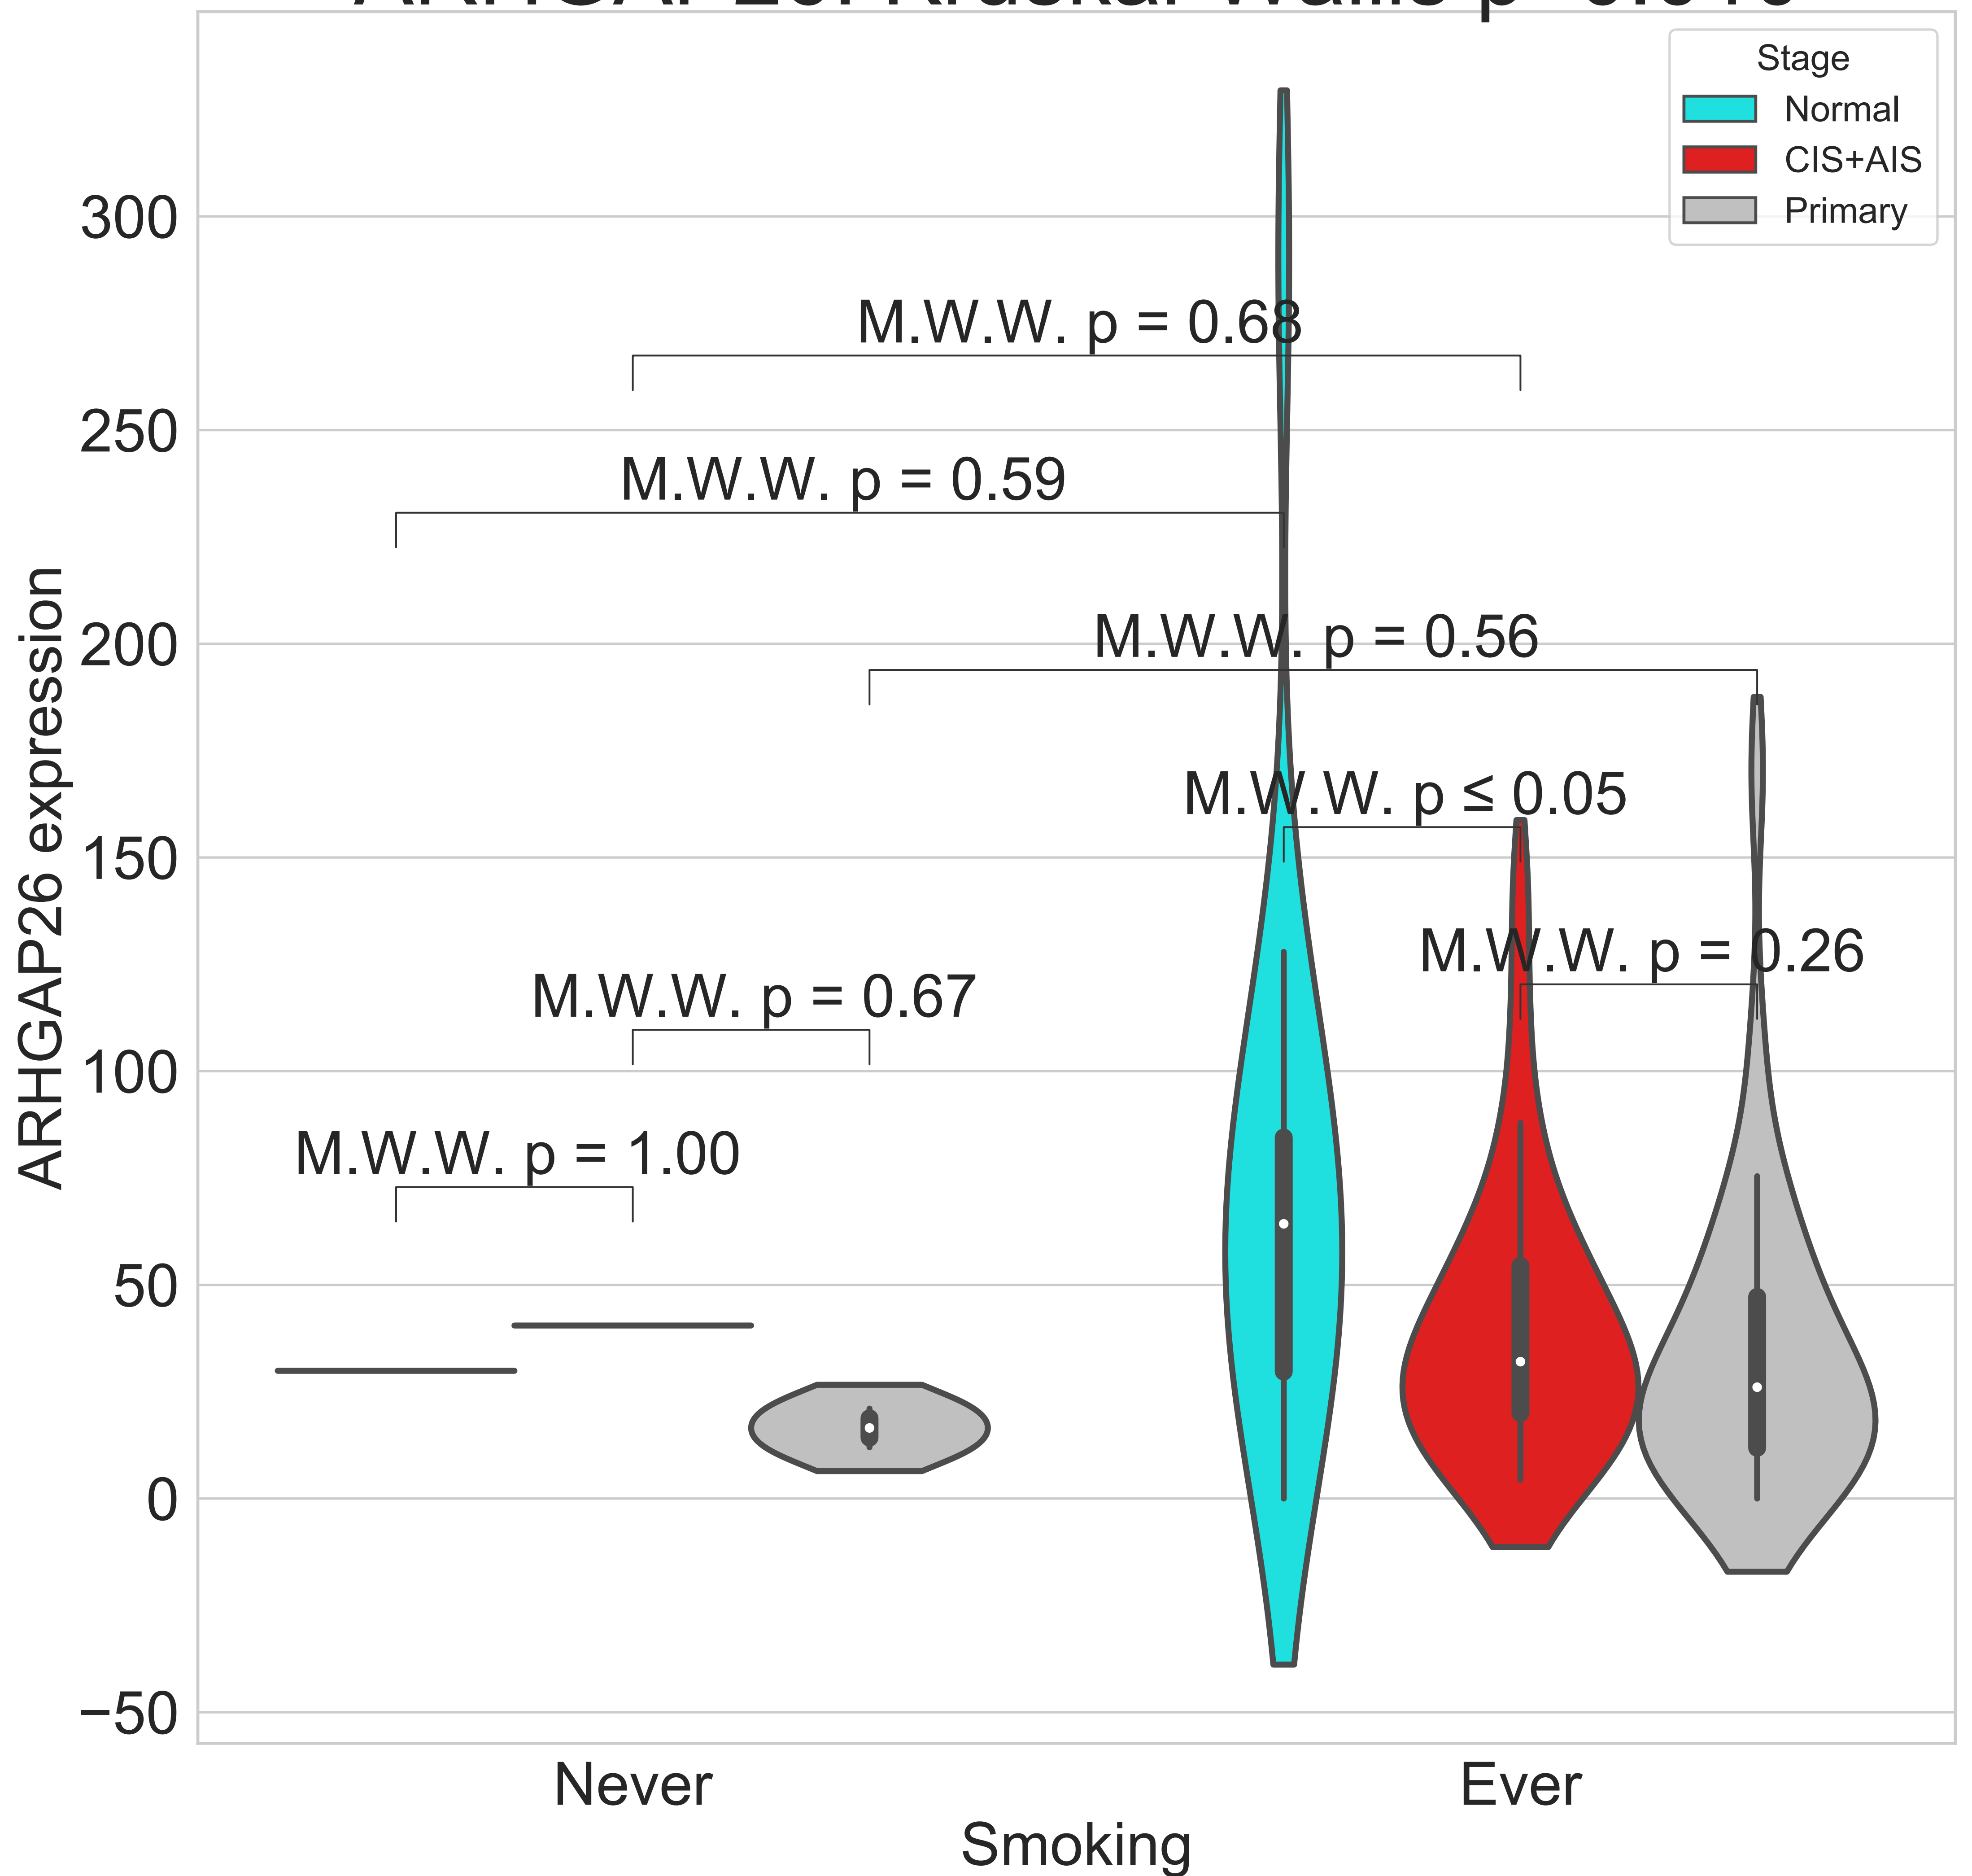 Stage
Normal
CIS+AIS
Primary
300
250
200
150
100
50
0
−50
ARHGAP26 expression
M.W.W. p = 0.68
M.W.W. p = 0.59
M.W.W. p = 0.56
M.W.W. p ≤ 0.05
M.W.W. p = 0.26
M.W.W. p = 0.67
M.W.W. p = 1.00
Never
Ever
Smoking